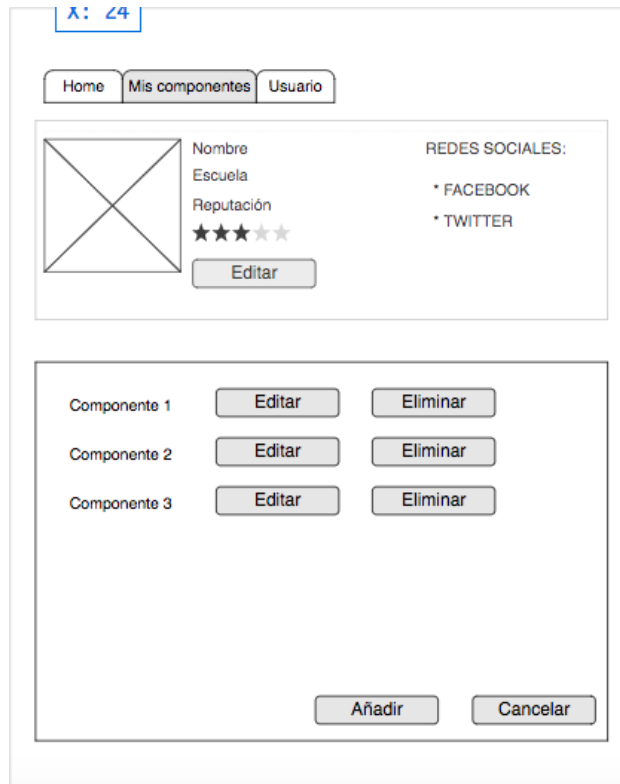 X: 24
Home Mis componentes Usuario
Nombre
Escuela
Reputación
Editar
REDES SOCIALES:
* FACEBOOK
* TWITTER
Componente 1 Editar Eliminar
Componente 2 Editar Eliminar
Componente 3 Editar Eliminar
Añadir Cancelar